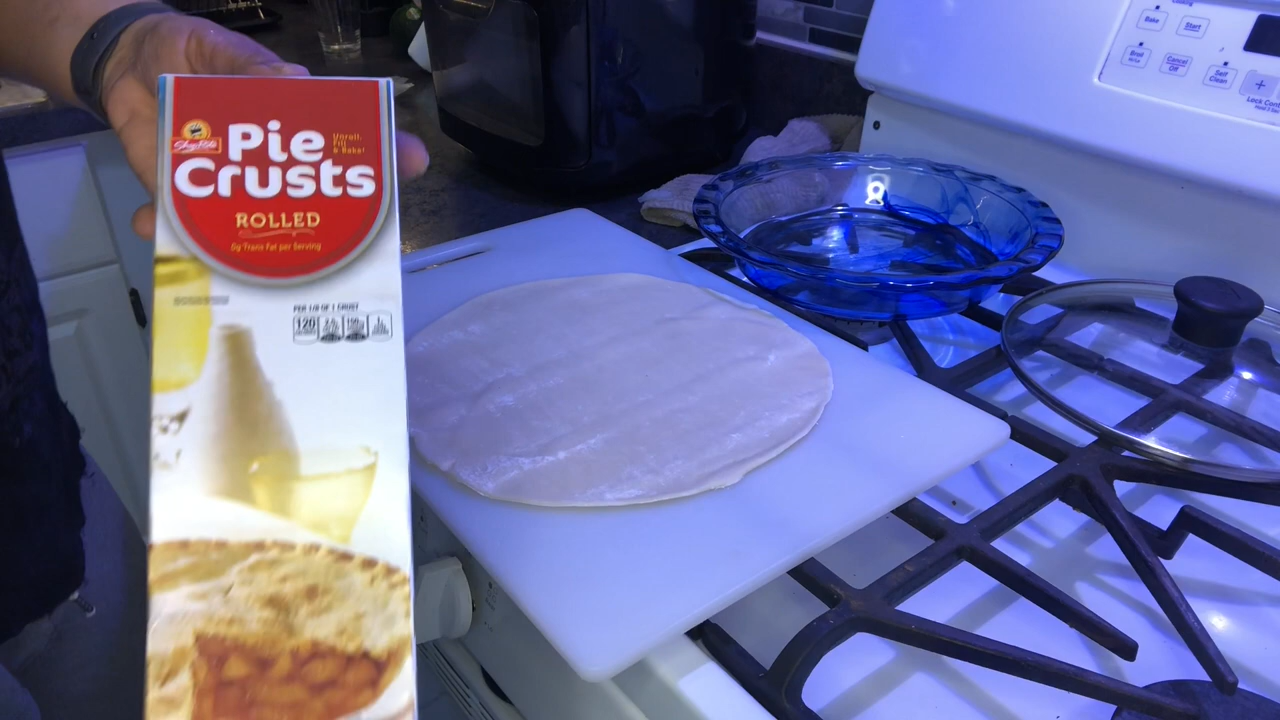 Pie
Crusts
Unroll,
Fill
& Bake!
ShopRite
ROLLED
0g Trans Fat per Serving
PER 1/8 OF 1 CRUST
120
Bake
Start
Broil
Cancel
Off
Self
Clean
+